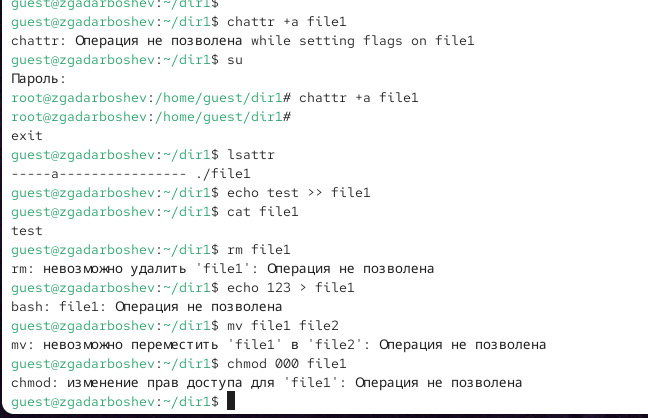 guest@zgadarboshev:~/dir1$
guest@zgadarboshev:~/dir1$ chattr +a file1
chattr: Операция не позволена while setting flags on file1
guest@zgadarboshev:~/dir1$ su
Пароль:
root@zgadarboshev:/home/guest/dir1# chattr +a file1
root@zgadarboshev:/home/guest/dir1#
exit
guest@zgadarboshev:~/dir1$ lsattr
-----a---------------- ./file1
guest@zgadarboshev:~/dir1$ echo test >> file1
guest@zgadarboshev:~/dir1$ cat file1
test
guest@zgadarboshev:~/dir1$ rm file1
rm: невозможно удалить 'file1': Операция не позволена
guest@zgadarboshev:~/dir1$ echo 123 > file1
bash: file1: Операция не позволена
guest@zgadarboshev:~/dir1$ mv file1 file2
mv: невозможно переместить 'file1' в 'file2': Операция не позволена
guest@zgadarboshev:~/dir1$ chmod 000 file1
chmod: изменение прав доступа для 'file1': Операция не позволена
guest@zgadarboshev:~/dir1$